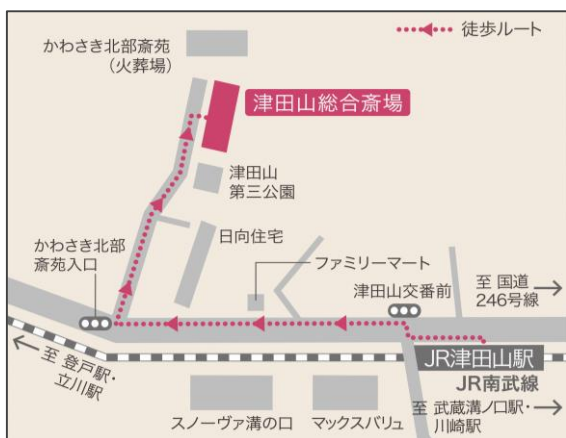 かわさき北部斎苑
（火葬場）
徒歩ルート
津田山総合斎場
津田山
第三公園
日向住宅
かわさき北部
斎苑入口
ファミリーマート
津田山交番前
至 国道
246号線
至 登戸駅・
立川駅
JR津田山駅
JR南武線
スノーヴァ溝の口
マックスバリュ
至 武蔵溝ノ口駅・
川崎駅